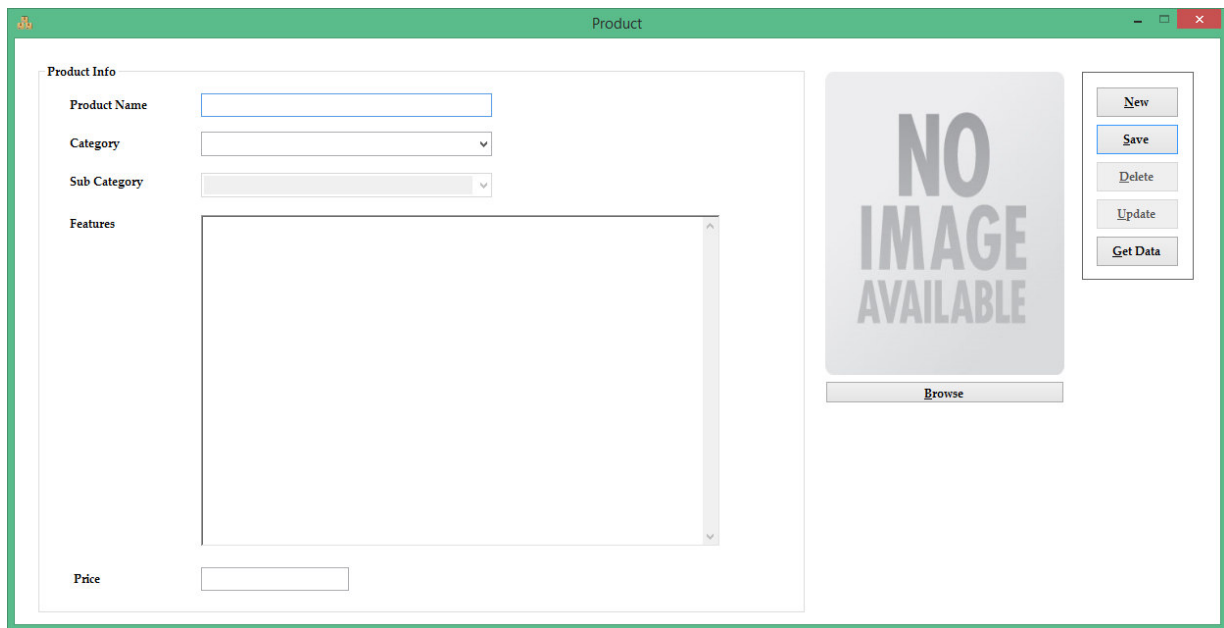 Product
Product Info
Product Name
Category
Sub Category
Features
Price
NO
IMAGE
AVAILABLE
Browse
New
Save
Delete
Update
Get Data